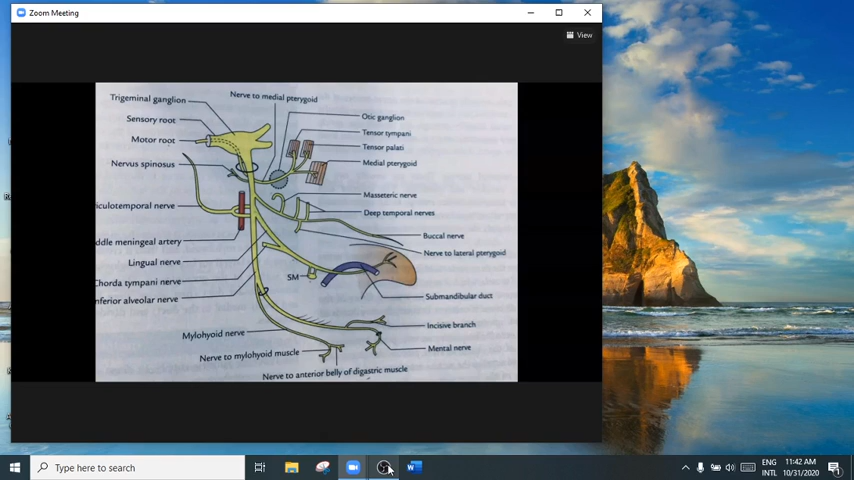 Zoom Meeting
View
Trigeminal ganglion
Nerve to medial pterygoid
Sensory root
Otic ganglion
Motor root
Tensor tympani
Tensor palati
Nervus spinosus
Medial pterygoid
Masseteric nerve
iculotemporal nerve
Deep temporal nerves
Buccal nerve
ddle meningeal artery
Nerve to lateral pterygoid
Lingual nerve
SM
Chorda tympani nerve
Submandibular duct
nferior alveolar nerve
Incisive branch
Mylohyoid nerve
Mental nerve
Nerve to mylohyoid muscle
Nerve to anterior belly of digastric muscle
Type here to search
ENG
INTL
11:42 AM
10/31/2020